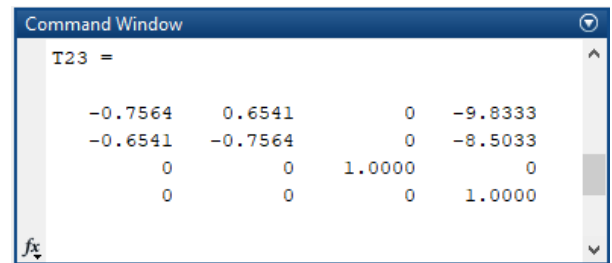 Command Window
T23 =
-0.7564 0.6541 0 -9.8333
-0.6541 -0.7564 0 -8.5033
0 0 1.0000 0
0 0 0 1.0000
fx